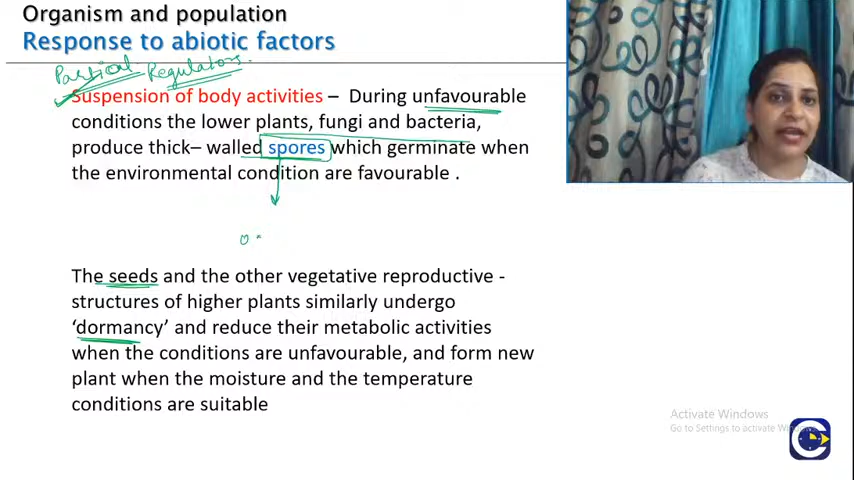 Organism and population
Response to abiotic factors
Partial Regulators.
Suspension of body activities – During unfavourable
conditions the lower plants, fungi and bacteria,
produce thick– walled spores which germinate when
the environmental condition are favourable .
The seeds and the other vegetative reproductive -
structures of higher plants similarly undergo
‘dormancy’ and reduce their metabolic activities
when the conditions are unfavourable, and form new
plant when the moisture and the temperature
conditions are suitable
Activate Windows
Go to Settings to activate Windows.